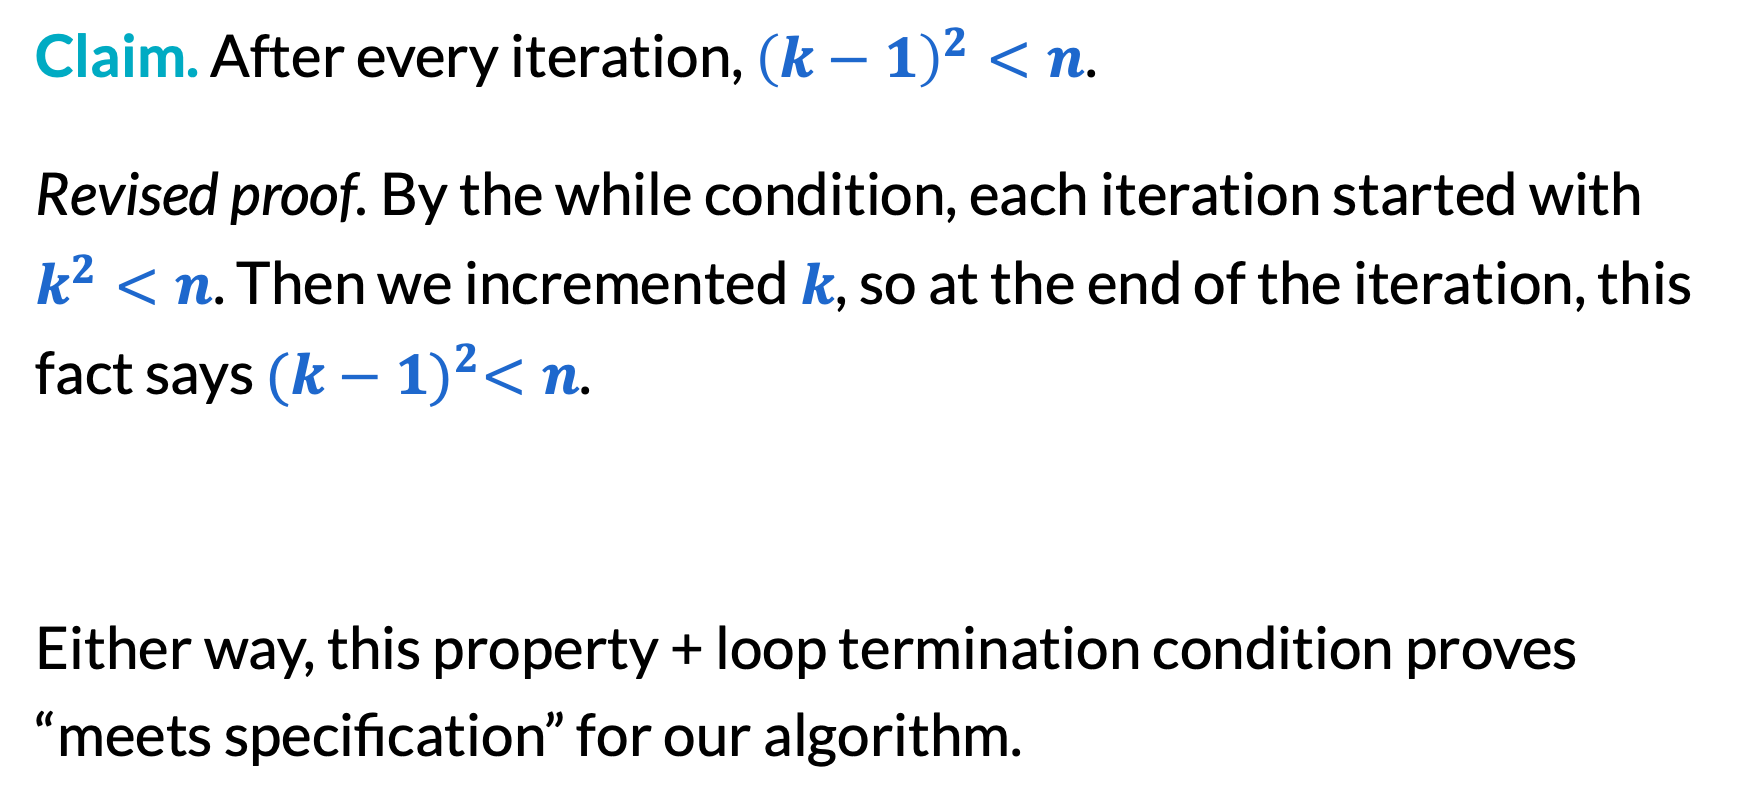 Claim. After every iteration, (k − 1)² < n.
Revised proof. By the while condition, each iteration started with
k² < n. Then we incremented k, so at the end of the iteration, this
fact says (k − 1)² < n.
Either way, this property + loop termination condition proves
“meets specification” for our algorithm.